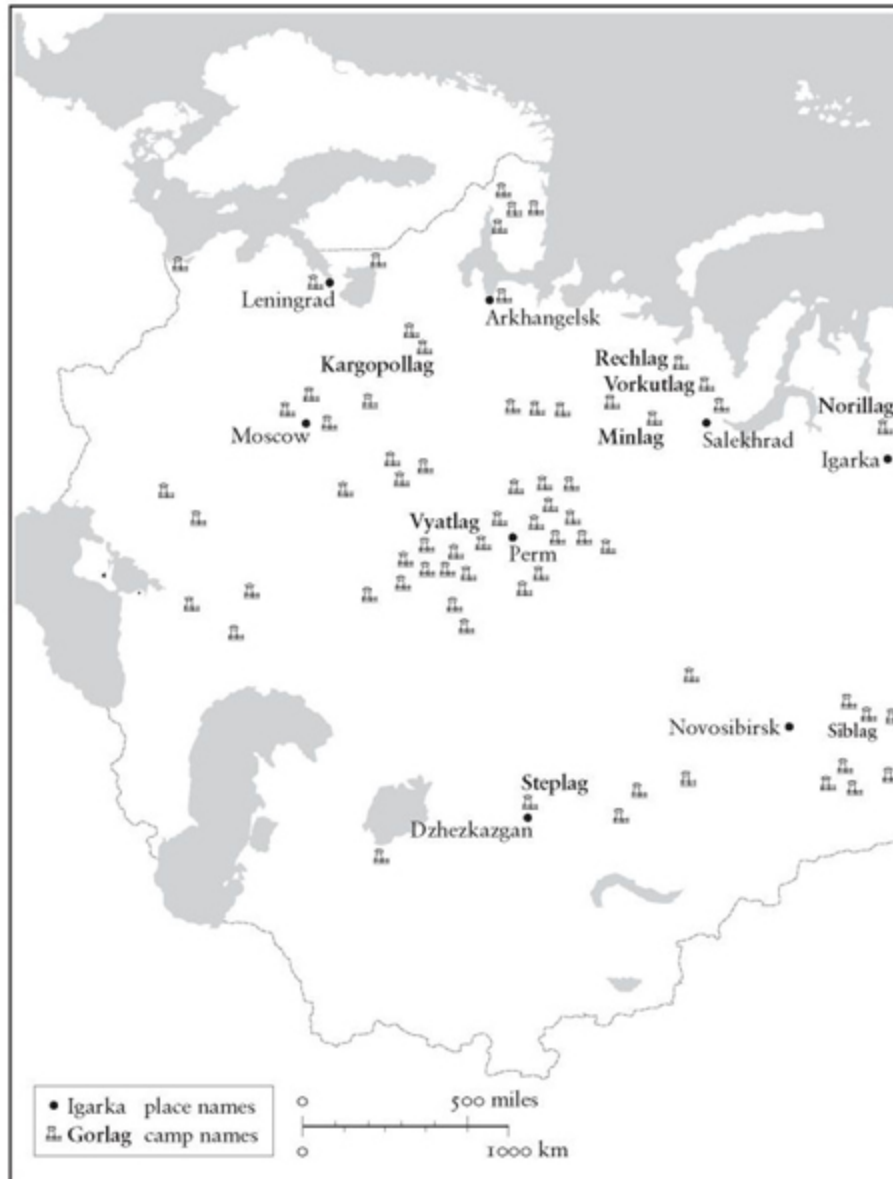 Leningrad
Arkhangelsk
Kargopollag
Rechlag
Vorkutlag
Norillag
Moscow
Minlag
Salekhrad
Igarka
Vyatlag
Perm
Novosibirsk
Siblag
Steplag
Dzhezkazgan
Igarka place names
Gorlag camp names
0 500 miles
0 1000 km